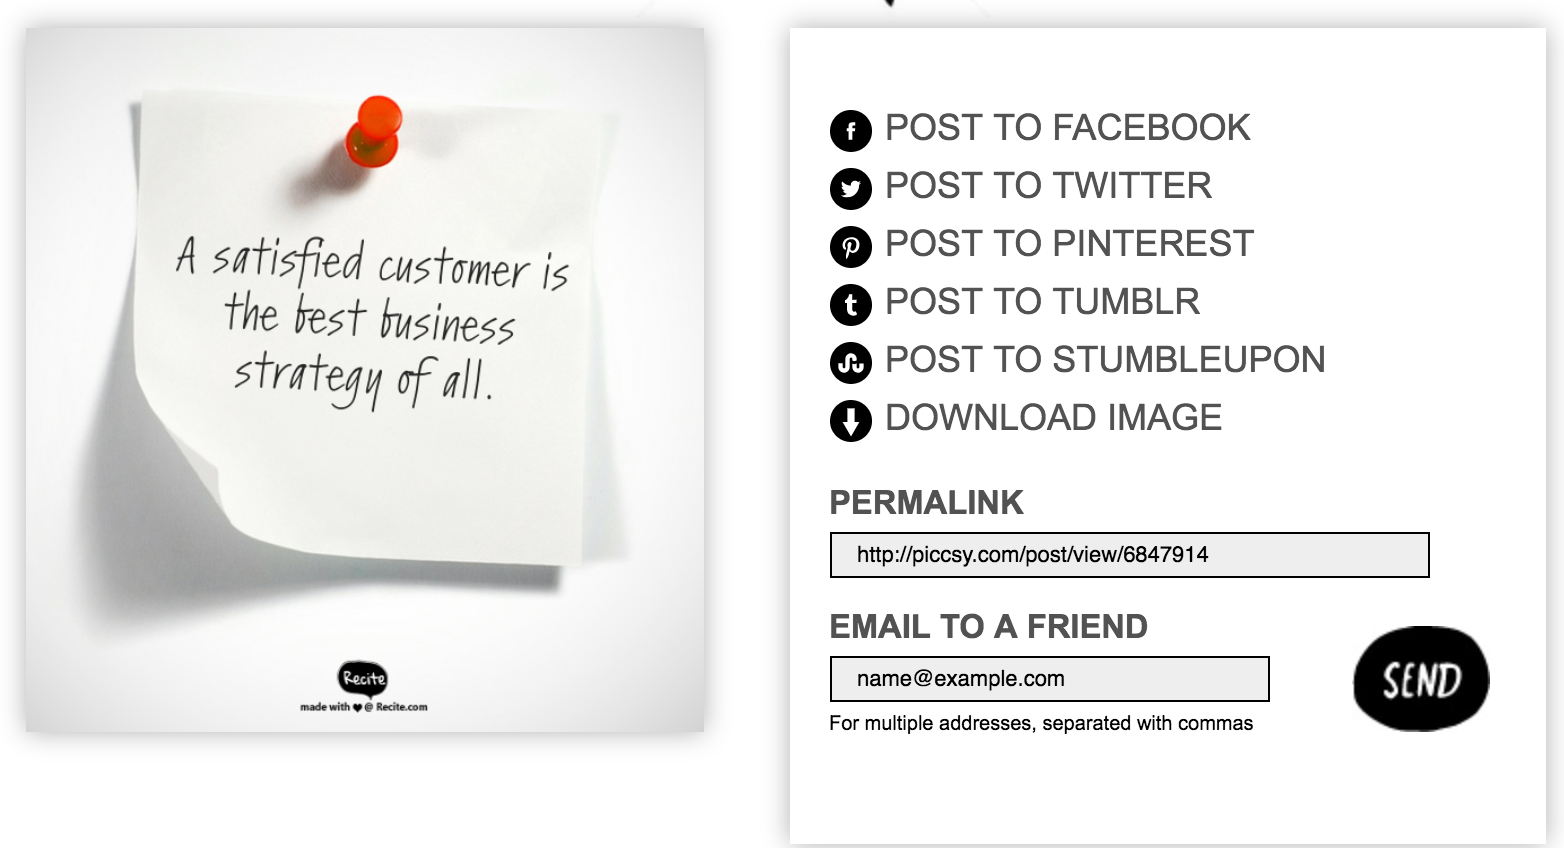 A satisfied customer is
the best business
strategy of all.
Recite
made with ♥ @ Recite.com
POST TO FACEBOOK
POST TO TWITTER
POST TO PINTEREST
POST TO TUMBLR
POST TO STUMBLEUPON
DOWNLOAD IMAGE
PERMALINK
http://piccsy.com/post/view/6847914
EMAIL TO A FRIEND
name@example.com
SEND
For multiple addresses, separated with commas